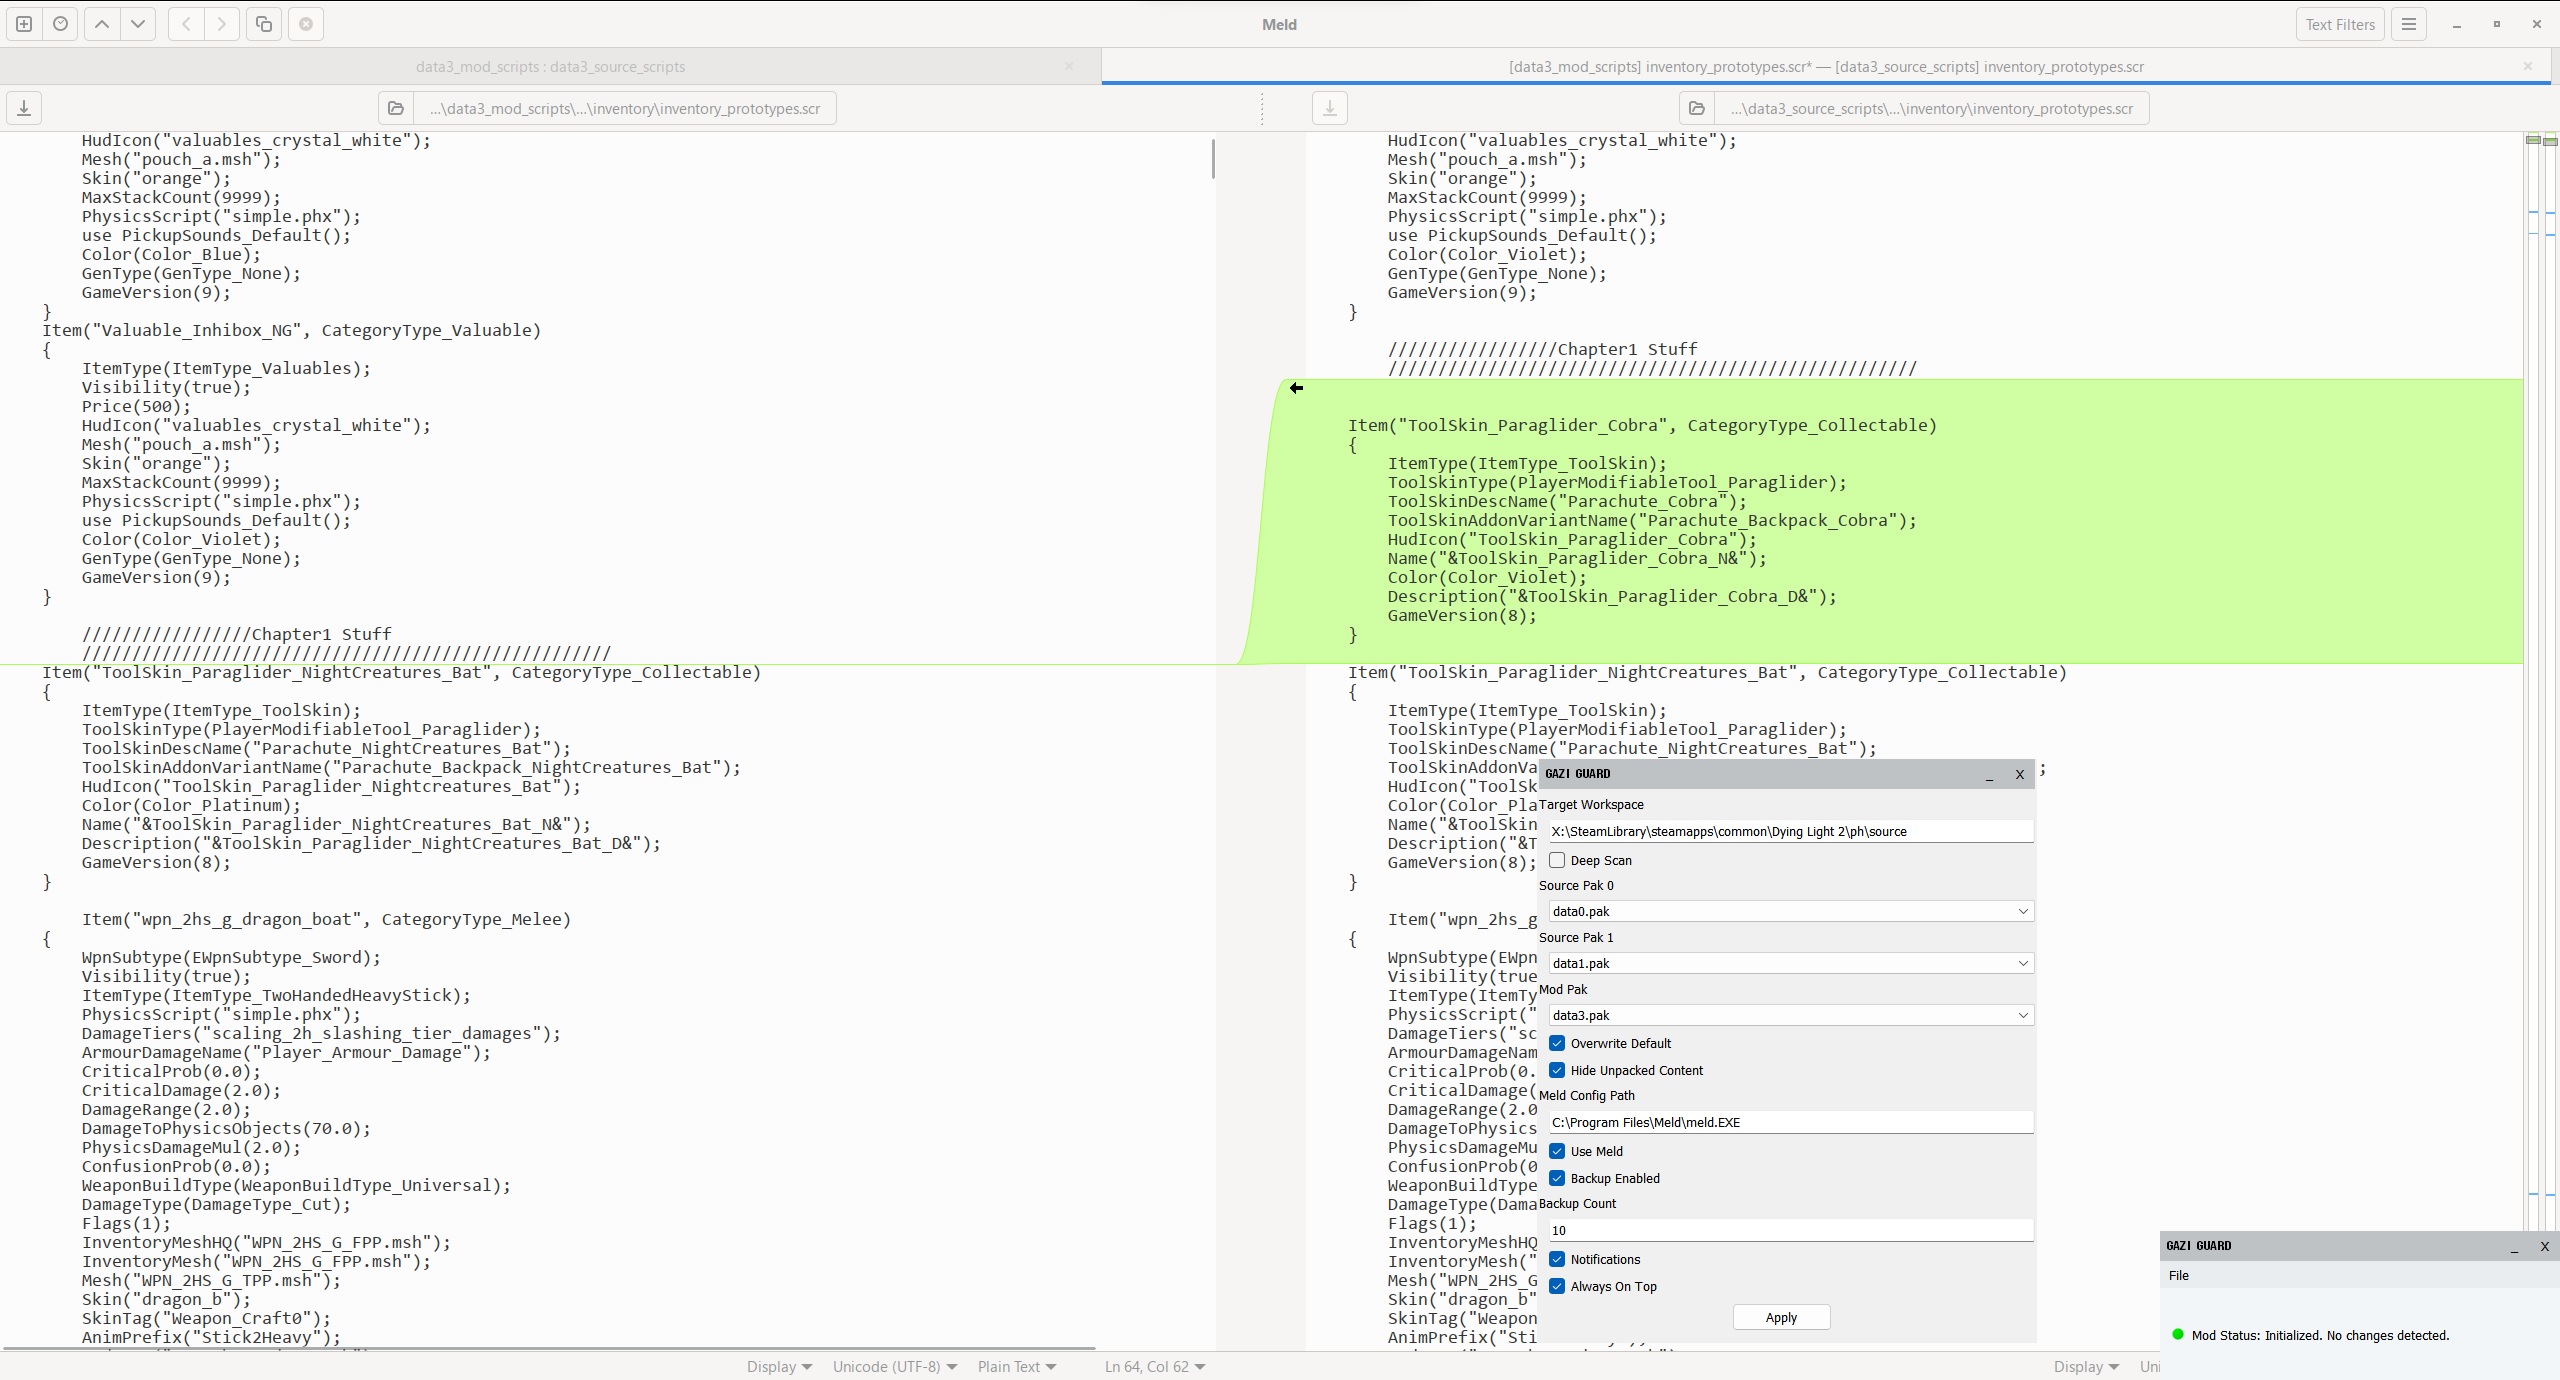 Meld
Text Filters
data3_mod_scripts : data3_source_scripts
[data3_mod_scripts] inventory_prototypes.scr* — [data3_source_scripts] inventory_prototypes.scr
...\data3_mod_scripts\...\inventory\inventory_prototypes.scr
...\data3_source_scripts\...\inventory\inventory_prototypes.scr
HudIcon("valuables_crystal_white");
Mesh("pouch_a.msh");
Skin("orange");
MaxStackCount(9999);
PhysicsScript("simple.phx");
use PickupSounds_Default();
Color(Color_Blue);
GenType(GenType_None);
GameVersion(9);
}
Item("Valuable_Inhibox_NG", CategoryType_Valuable)
{
ItemType(ItemType_Valuables);
Visibility(true);
Price(500);
HudIcon("valuables_crystal_white");
Mesh("pouch_a.msh");
Skin("orange");
MaxStackCount(9999);
PhysicsScript("simple.phx");
use PickupSounds_Default();
Color(Color_Violet);
GenType(GenType_None);
GameVersion(9);
}
/////////////////Chapter1 Stuff
/////////////////////////////////////////////////////
Item("ToolSkin_Paraglider_NightCreatures_Bat", CategoryType_Collectable)
{
ItemType(ItemType_ToolSkin);
ToolSkinType(PlayerModifiableTool_Paraglider);
ToolSkinDescName("Parachute_NightCreatures_Bat");
ToolSkinAddonVariantName("Parachute_Backpack_NightCreatures_Bat");
HudIcon("ToolSkin_Paraglider_Nightcreatures_Bat");
Color(Color_Platinum);
Name("&ToolSkin_Paraglider_NightCreatures_Bat_N&");
Description("&ToolSkin_Paraglider_NightCreatures_Bat_D&");
GameVersion(8);
}
Item("wpn_2hs_g_dragon_boat", CategoryType_Melee)
{
WpnSubtype(EWpnSubtype_Sword);
Visibility(true);
ItemType(ItemType_TwoHandedHeavyStick);
PhysicsScript("simple.phx");
DamageTiers("scaling_2h_slashing_tier_damages");
ArmourDamageName("Player_Armour_Damage");
CriticalProb(0.0);
CriticalDamage(2.0);
DamageRange(2.0);
DamageToPhysicsObjects(70.0);
PhysicsDamageMul(2.0);
ConfusionProb(0.0);
WeaponBuildType(WeaponBuildType_Universal);
DamageType(DamageType_Cut);
Flags(1);
InventoryMeshHQ("WPN_2HS_G_FPP.msh");
InventoryMesh("WPN_2HS_G_FPP.msh");
Mesh("WPN_2HS_G_TPP.msh");
Skin("dragon_b");
SkinTag("Weapon_Craft0");
AnimPrefix("Stick2Heavy");
HudIcon("valuables_crystal_white");
Mesh("pouch_a.msh");
Skin("orange");
MaxStackCount(9999);
PhysicsScript("simple.phx");
use PickupSounds_Default();
Color(Color_Violet);
GenType(GenType_None);
GameVersion(9);
}
/////////////////Chapter1 Stuff
/////////////////////////////////////////////////////
Item("ToolSkin_Paraglider_Cobra", CategoryType_Collectable)
{
ItemType(ItemType_ToolSkin);
ToolSkinType(PlayerModifiableTool_Paraglider);
ToolSkinDescName("Parachute_Cobra");
ToolSkinAddonVariantName("Parachute_Backpack_Cobra");
HudIcon("ToolSkin_Paraglider_Cobra");
Name("&ToolSkin_Paraglider_Cobra_N&");
Color(Color_Violet);
Description("&ToolSkin_Paraglider_Cobra_D&");
GameVersion(8);
}
Item("ToolSkin_Paraglider_NightCreatures_Bat", CategoryType_Collectable)
{
ItemType(ItemType_ToolSkin);
ToolSkinType(PlayerModifiableTool_Paraglider);
ToolSkinDescName("Parachute_NightCreatures_Bat");
ToolSkinAddonVa ;
HudIcon("ToolSk
Color(Color_Pla
Name("&ToolSkin
Description("&T
GameVersion(8);
}
Item("wpn_2hs_g
{
WpnSubtype(EWpn
Visibility(true
ItemType(ItemTy
PhysicsScript("
DamageTiers("sc
ArmourDamageNam
CriticalProb(0.
CriticalDamage(
DamageRange(2.0
DamageToPhysics
PhysicsDamageMu
ConfusionProb(0
WeaponBuildType
DamageType(Dama
Flags(1);
InventoryMeshHQ
InventoryMesh("
Mesh("WPN_2HS_G
Skin("dragon_b"
SkinTag("Weapon
AnimPrefix("Sti
GAZI GUARD
_ X
Target Workspace
X:\SteamLibrary\steamapps\common\Dying Light 2\ph\source
Deep Scan
Source Pak 0
data0.pak
Source Pak 1
data1.pak
Mod Pak
data3.pak
Overwrite Default
Hide Unpacked Content
Meld Config Path
C:\Program Files\Meld\meld.EXE
Use Meld
Backup Enabled
Backup Count
10
Notifications
Always On Top
Apply
GAZI GUARD
_ X
File
Mod Status: Initialized. No changes detected.
Display
Unicode (UTF-8)
Plain Text
Ln 64, Col 62
Display
Uni